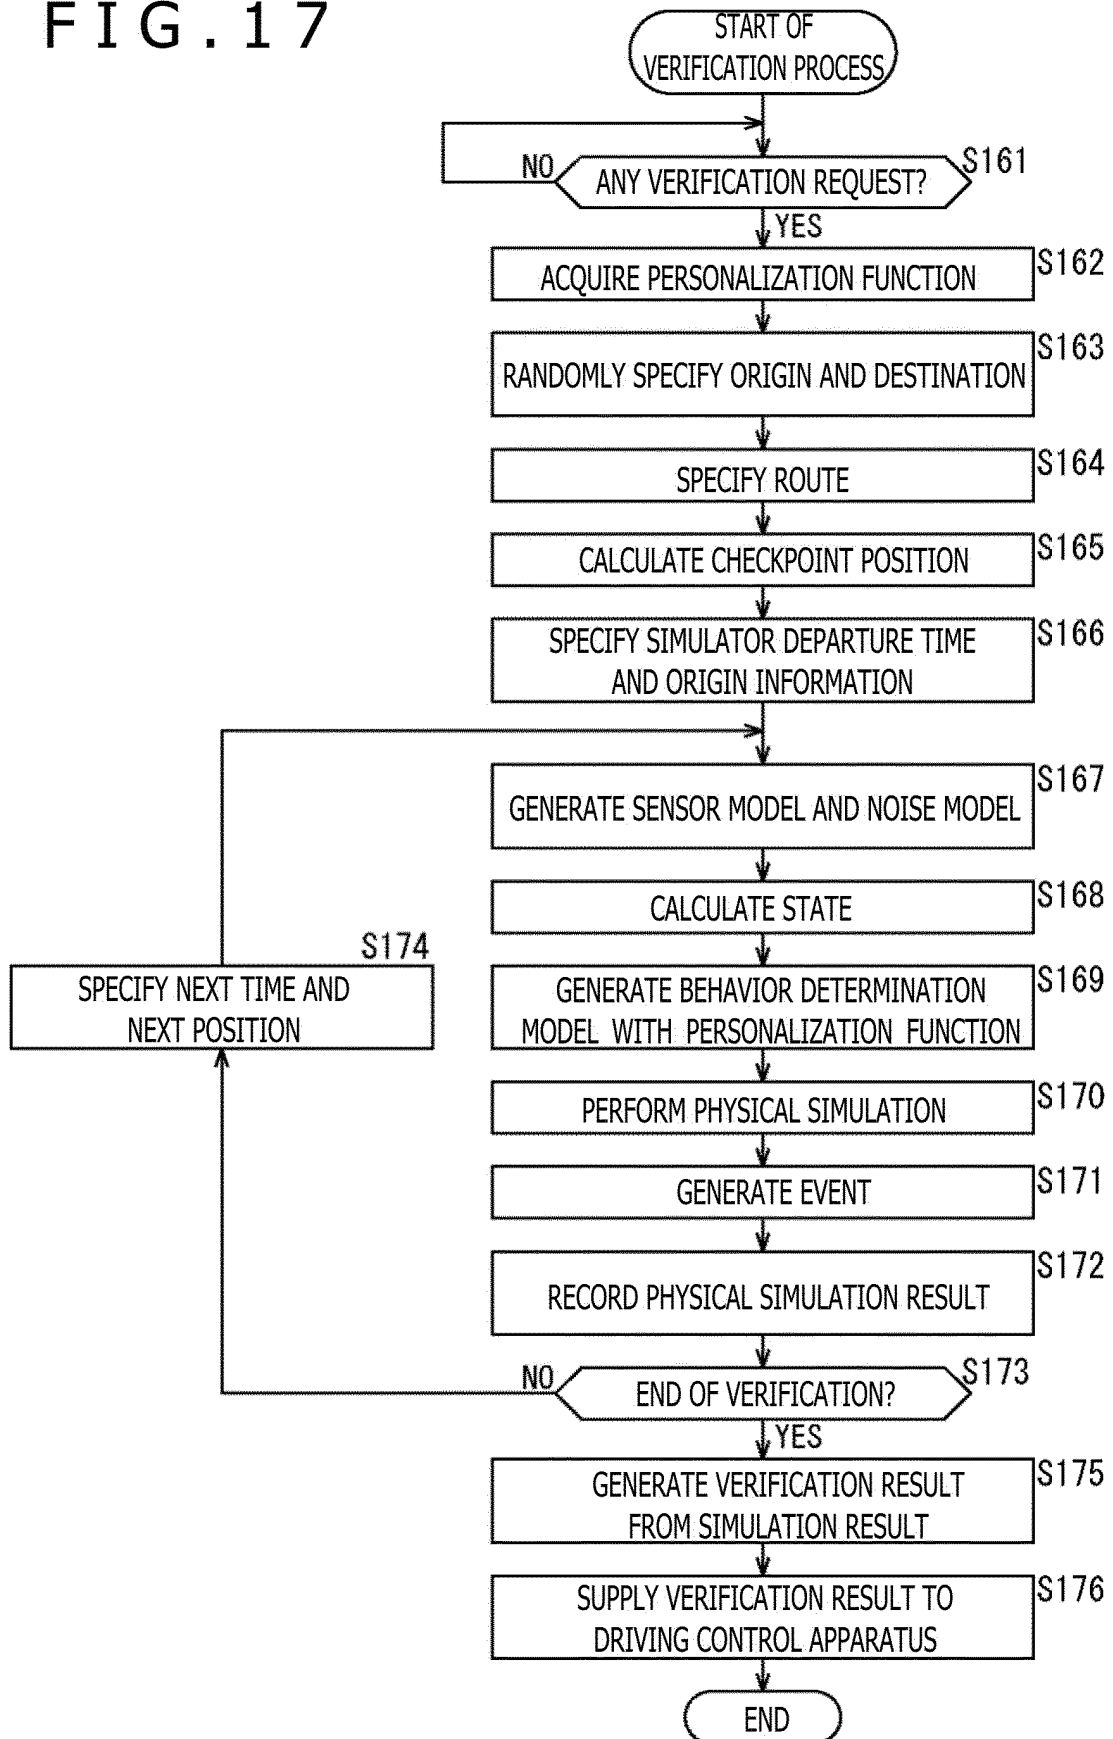 FIG.17
START OF
VERIFICATION PROCESS
NO
ANY VERIFICATION REQUEST?
S161
YES
S162
ACQUIRE PERSONALIZATION FUNCTION
S163
RANDOMLY SPECIFY ORIGIN AND DESTINATION
S164
SPECIFY ROUTE
S165
CALCULATE CHECKPOINT POSITION
S166
SPECIFY SIMULATOR DEPARTURE TIME
AND ORIGIN INFORMATION
S167
GENERATE SENSOR MODEL AND NOISE MODEL
S168
CALCULATE STATE
S174
SPECIFY NEXT TIME AND
NEXT POSITION
S169
GENERATE BEHAVIOR DETERMINATION
MODEL WITH PERSONALIZATION FUNCTION
S170
PERFORM PHYSICAL SIMULATION
S171
GENERATE EVENT
S172
RECORD PHYSICAL SIMULATION RESULT
NO
END OF VERIFICATION?
S173
YES
S175
GENERATE VERIFICATION RESULT
FROM SIMULATION RESULT
S176
SUPPLY VERIFICATION RESULT TO
DRIVING CONTROL APPARATUS
END